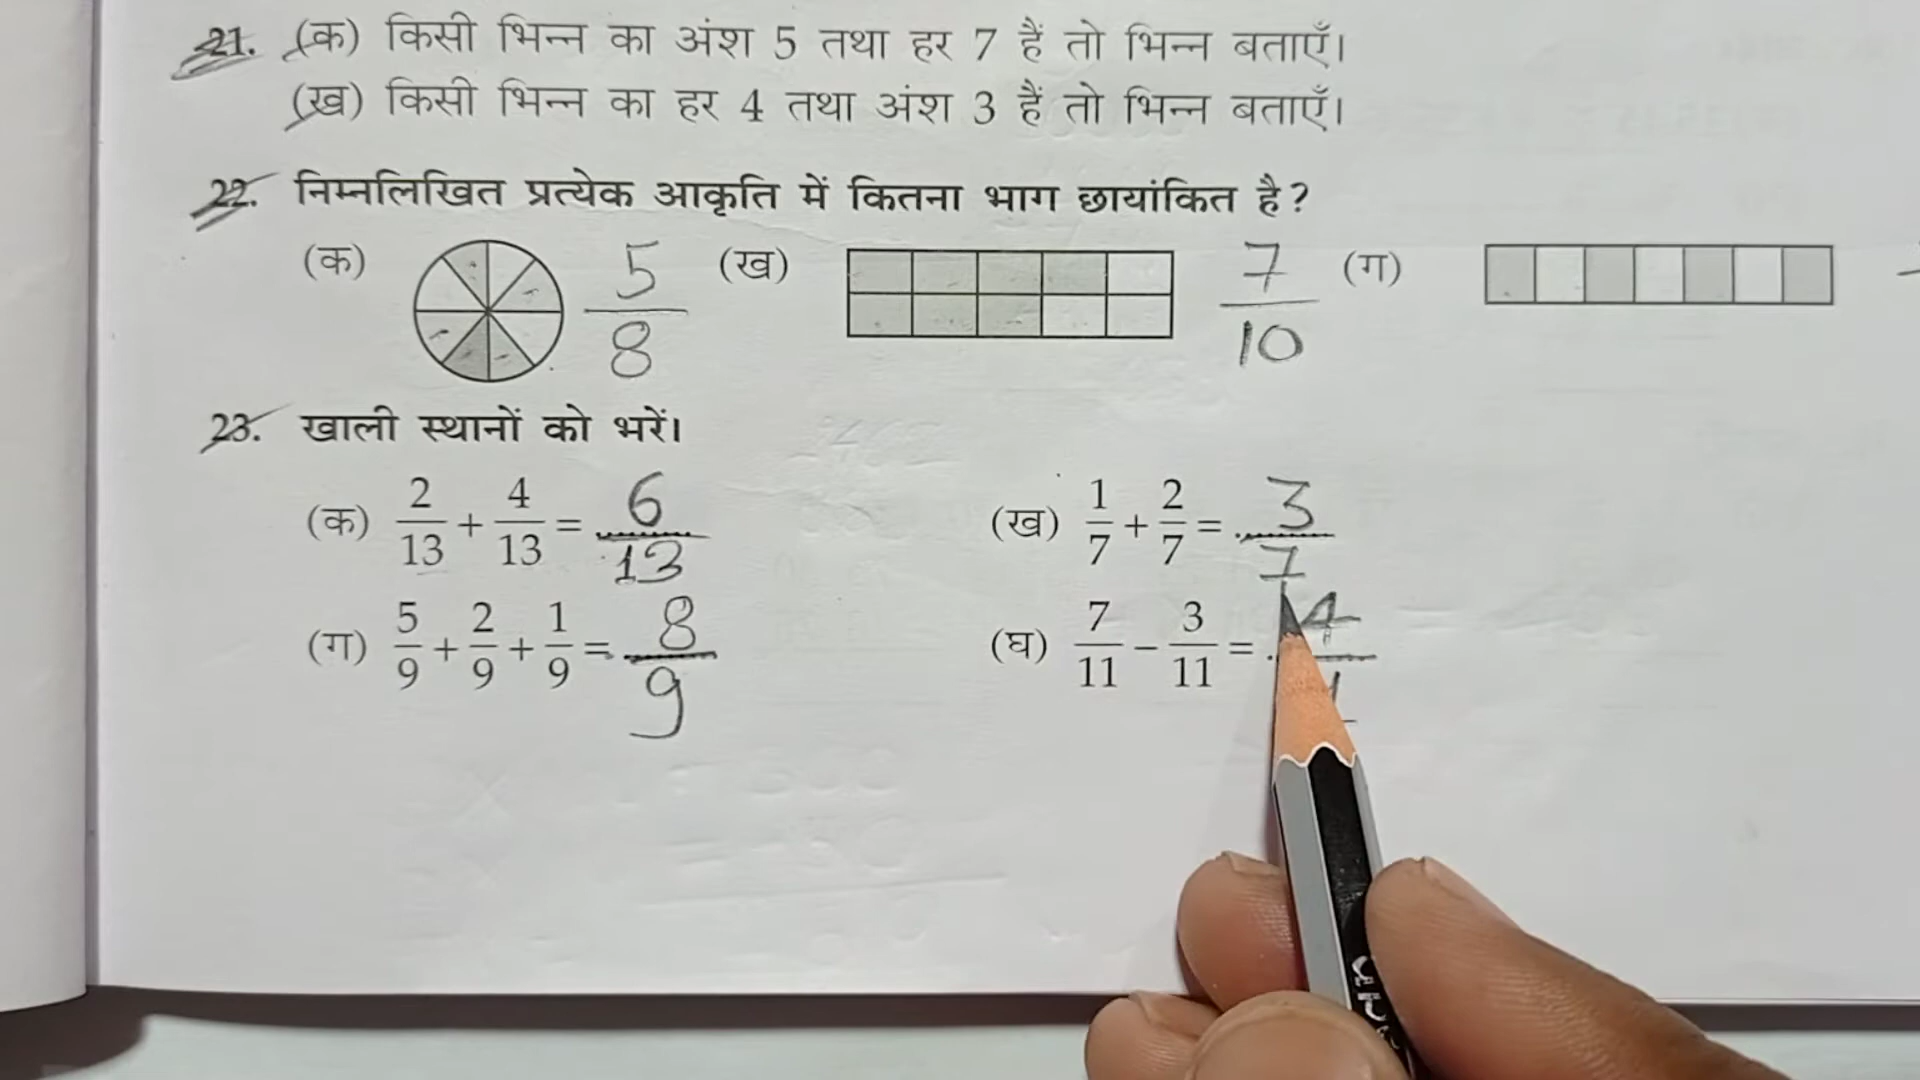 21. (क) किसी भिन्न का अंश 5 तथा हर 7 हैं तो भिन्न बताएँ।
(ख) किसी भिन्न का हर 4 तथा अंश 3 हैं तो भिन्न बताएँ।
22. निम्नलिखित प्रत्येक आकृति में कितना भाग छायांकित है?
(क) 5/8 (ख) 7/10 (ग)
23. खाली स्थानों को भरें।
(क) 2/13 + 4/13 = 6/13 (ख) 1/7 + 2/7 = 3/7
(ग) 5/9 + 2/9 + 1/9 = 8/9 (घ) 7/11 − 3/11 = 4